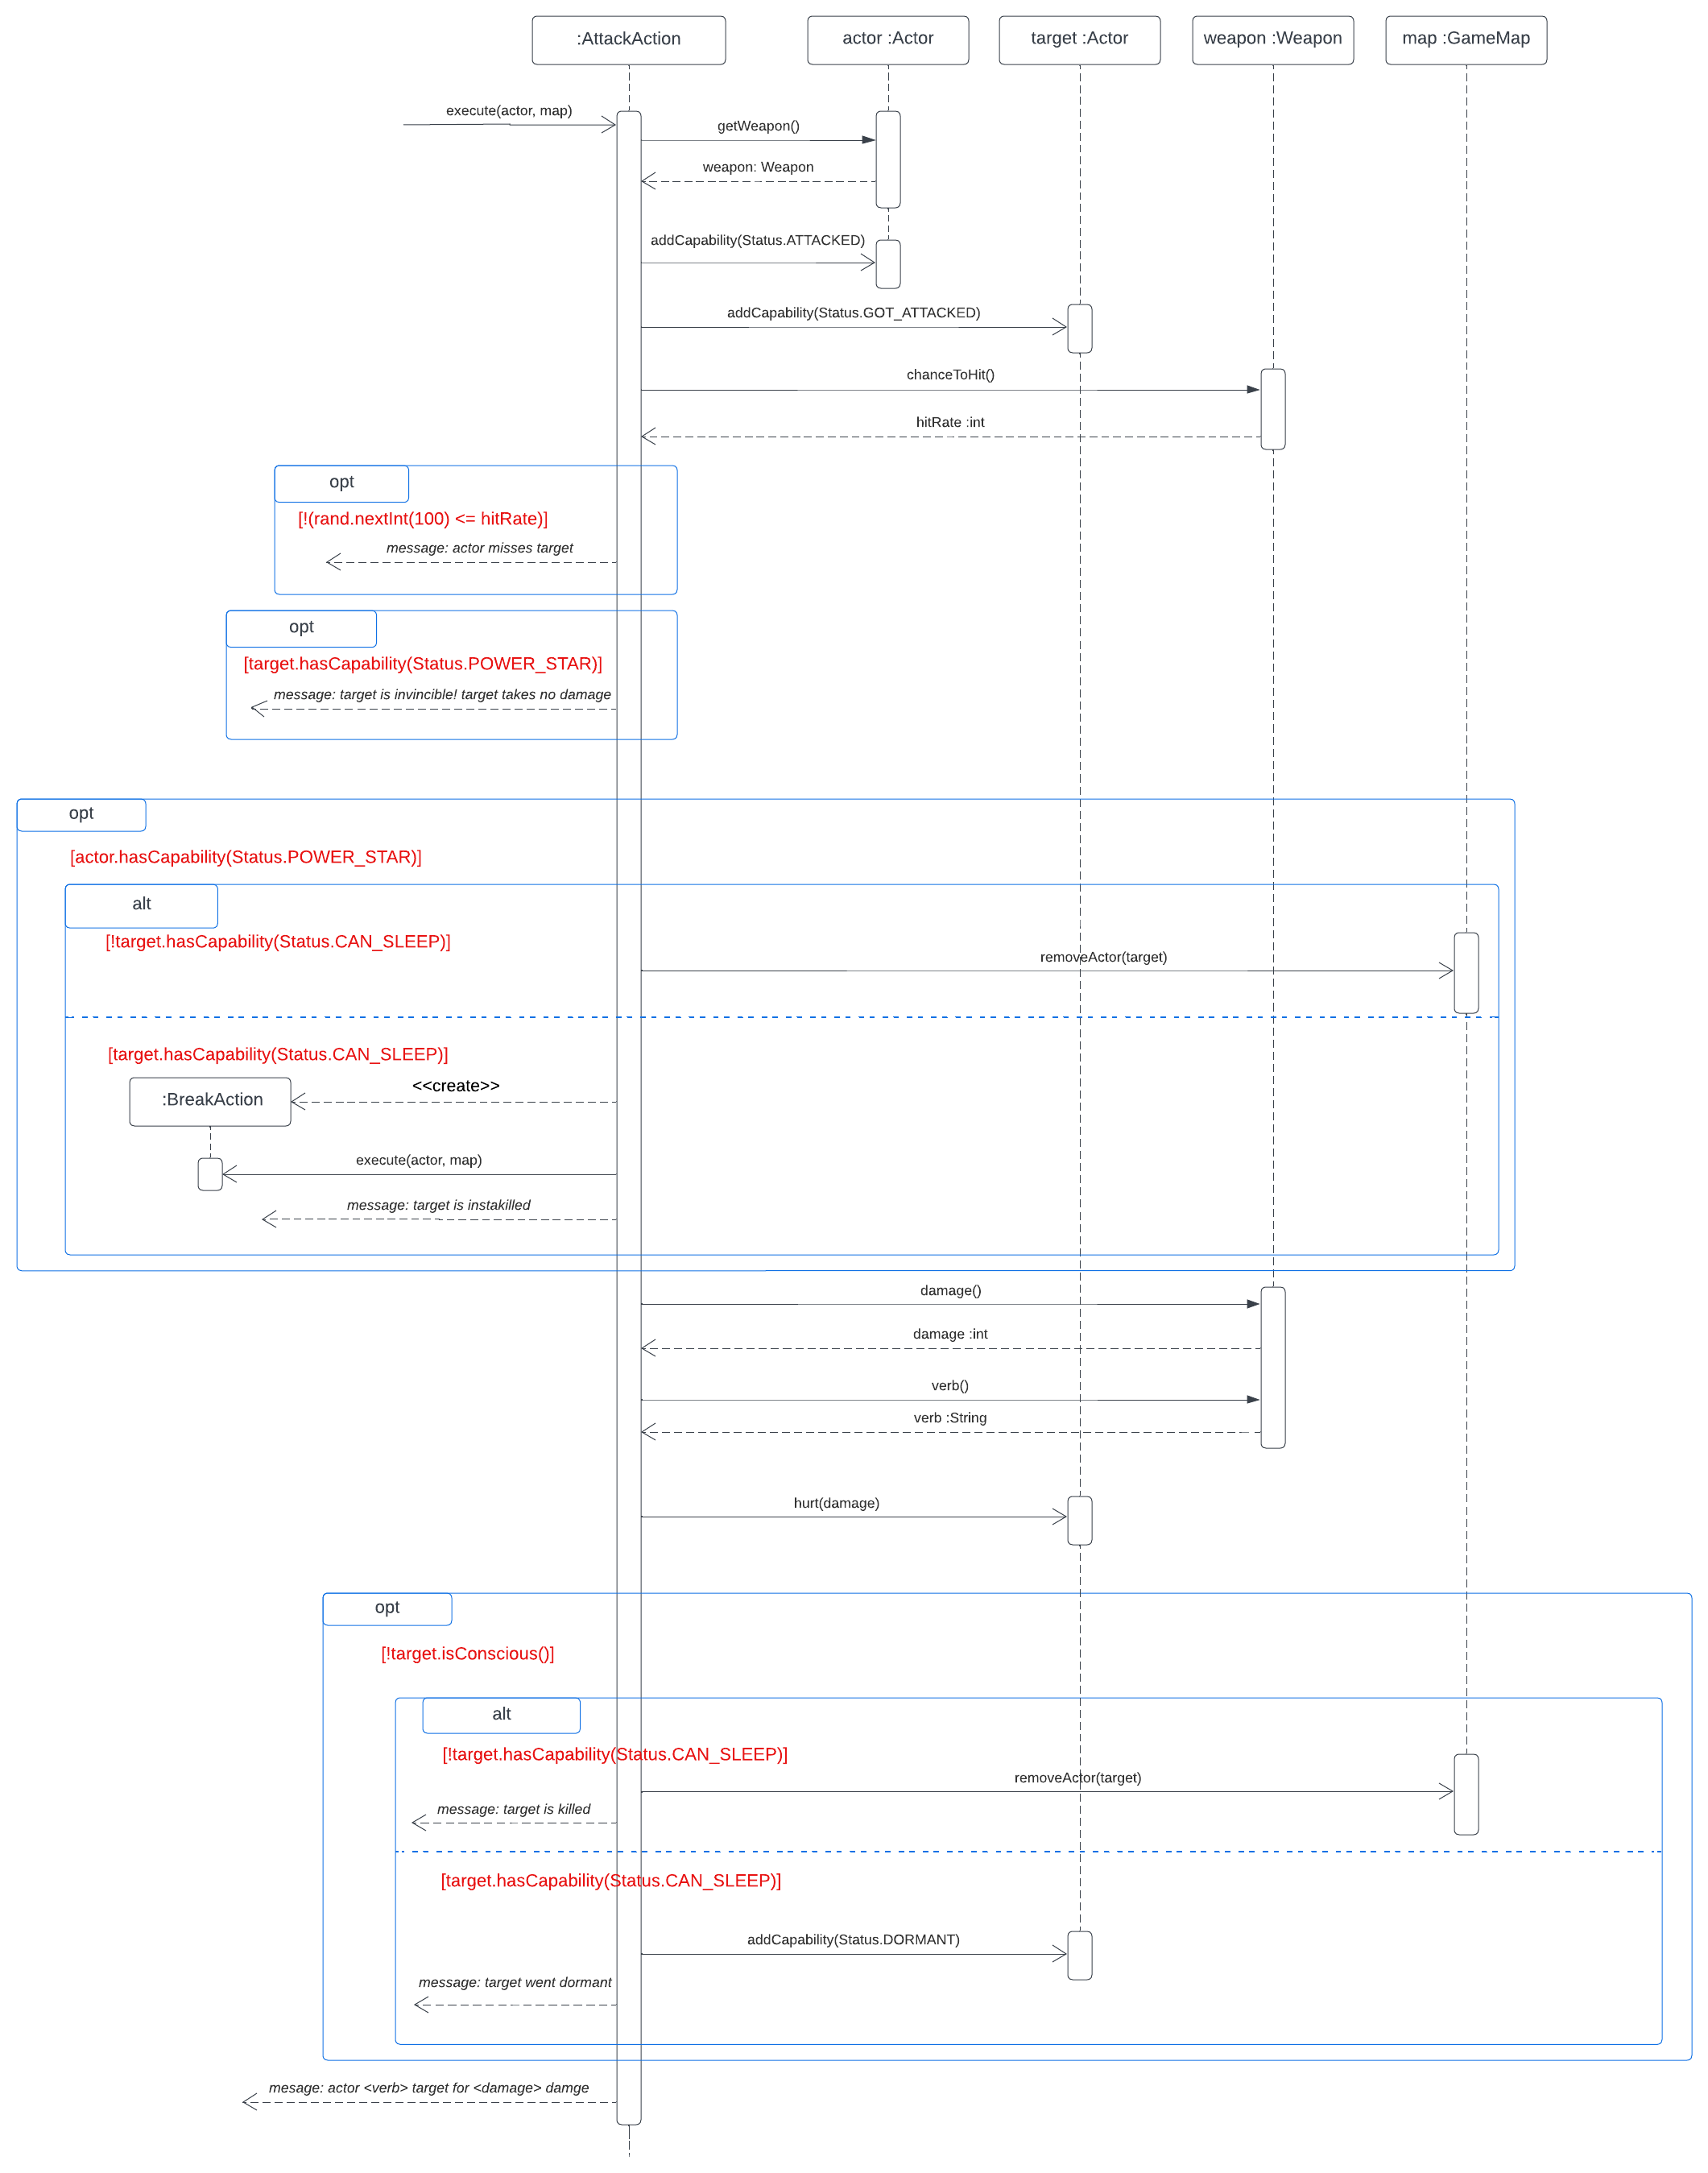 :AttackAction
actor :Actor
target :Actor
weapon :Weapon
map :GameMap
execute(actor, map)
getWeapon()
weapon: Weapon
addCapability(Status.ATTACKED)
addCapability(Status.GOT_ATTACKED)
chanceToHit()
hitRate :int
opt
[!(rand.nextInt(100) <= hitRate)]
message: actor misses target
opt
[target.hasCapability(Status.POWER_STAR)]
message: target is invincible! target takes no damage
opt
[actor.hasCapability(Status.POWER_STAR)]
alt
[!target.hasCapability(Status.CAN_SLEEP)]
removeActor(target)
[target.hasCapability(Status.CAN_SLEEP)]
<<create>>
:BreakAction
execute(actor, map)
message: target is instakilled
damage()
damage :int
verb()
verb :String
hurt(damage)
opt
[!target.isConscious()]
alt
[!target.hasCapability(Status.CAN_SLEEP)]
removeActor(target)
message: target is killed
[target.hasCapability(Status.CAN_SLEEP)]
addCapability(Status.DORMANT)
message: target went dormant
mesage: actor <verb> target for <damage> damge